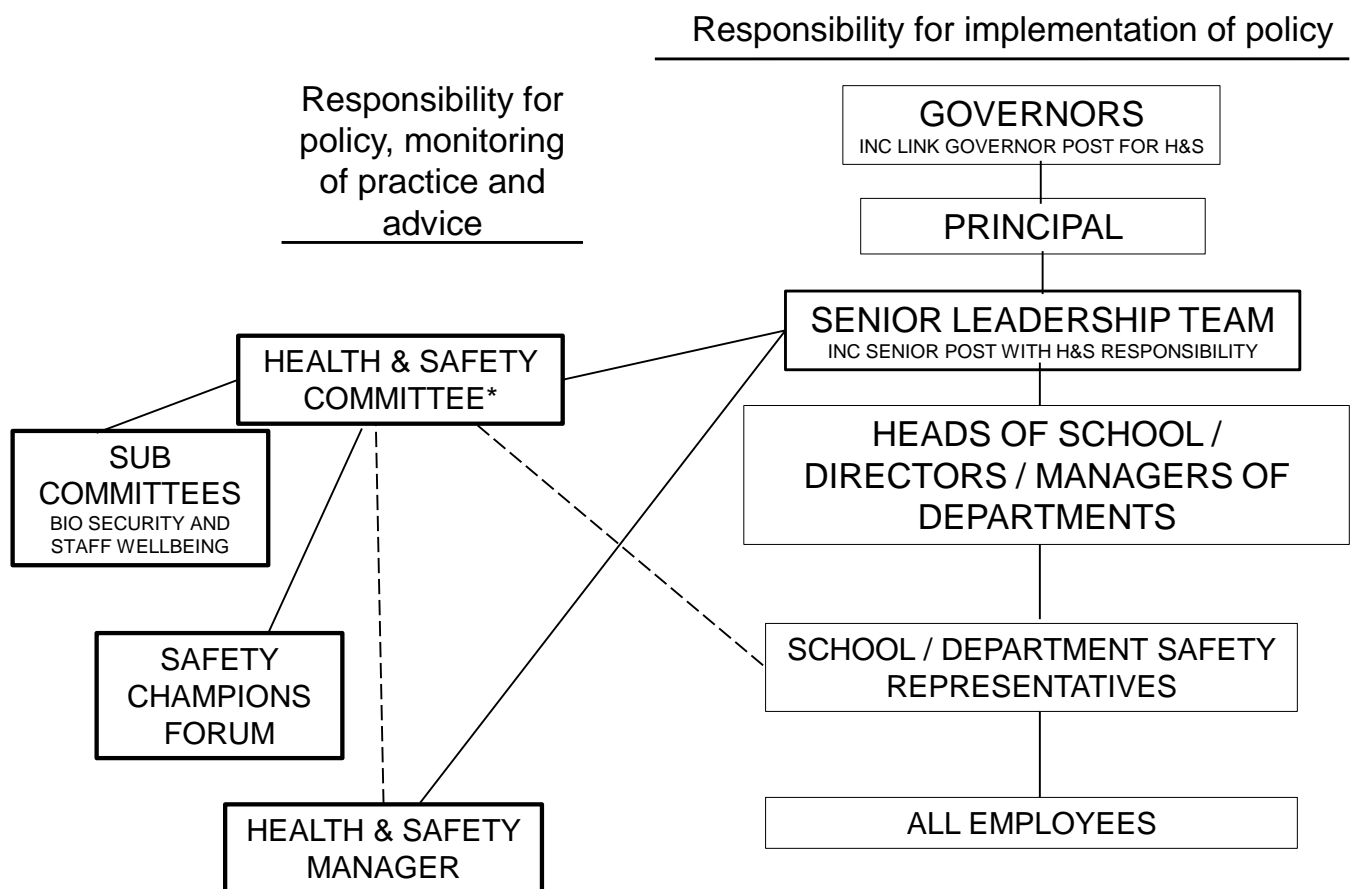 Responsibility for implementation of policy
Responsibility for
policy, monitoring
of practice and
advice
GOVERNORS
INC LINK GOVERNOR POST FOR H&S
PRINCIPAL
SENIOR LEADERSHIP TEAM
INC SENIOR POST WITH H&S RESPONSIBILITY
HEALTH & SAFETY
COMMITTEE*
HEADS OF SCHOOL /
DIRECTORS / MANAGERS OF
DEPARTMENTS
SUB
COMMITTEES
BIO SECURITY AND
STAFF WELLBEING
SAFETY
CHAMPIONS
FORUM
SCHOOL / DEPARTMENT SAFETY
REPRESENTATIVES
HEALTH & SAFETY
MANAGER
ALL EMPLOYEES